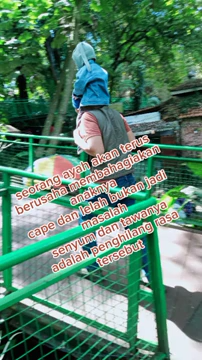 seorang ayah akan terus
berusaha membahagiakan
anaknya
cape dan lelah bukan jadi
masalah
senyum dan tawanya
adalah penghilang rasa
tersebut